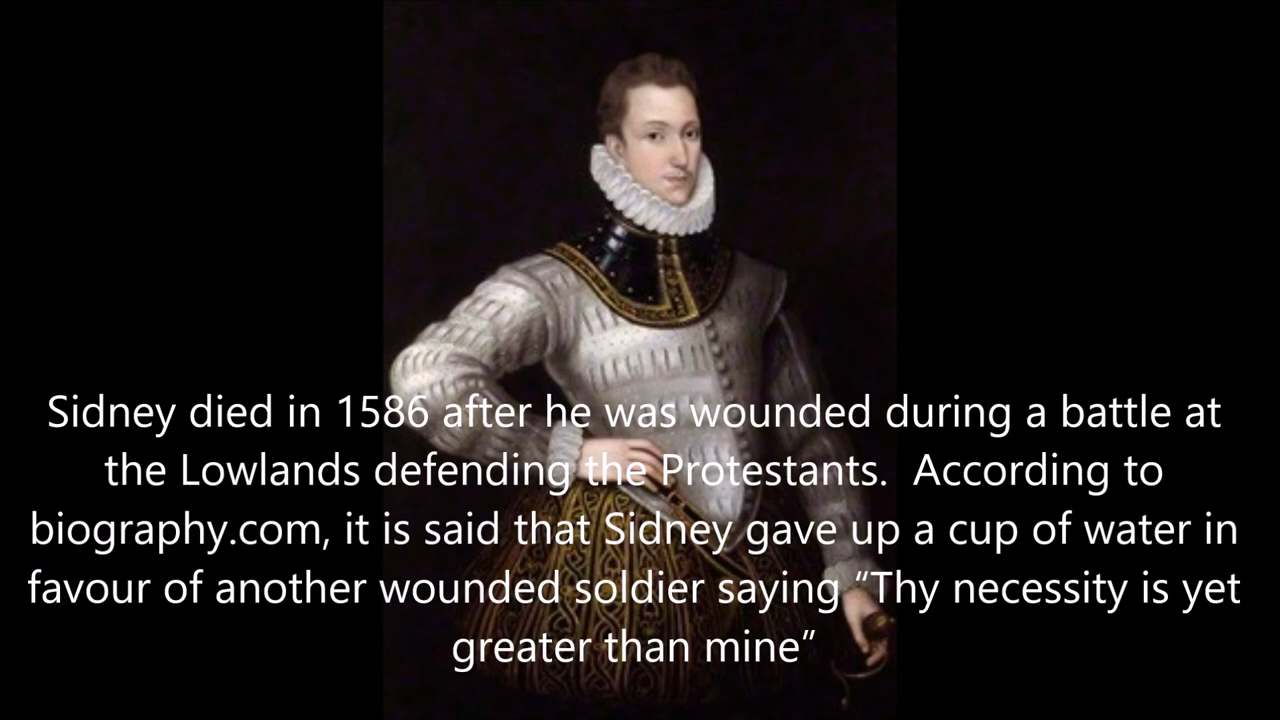 Sidney died in 1586 after he was wounded during a battle at
the Lowlands defending the Protestants.  According to
biography.com, it is said that Sidney gave up a cup of water in
favour of another wounded soldier saying “Thy necessity is yet
greater than mine”